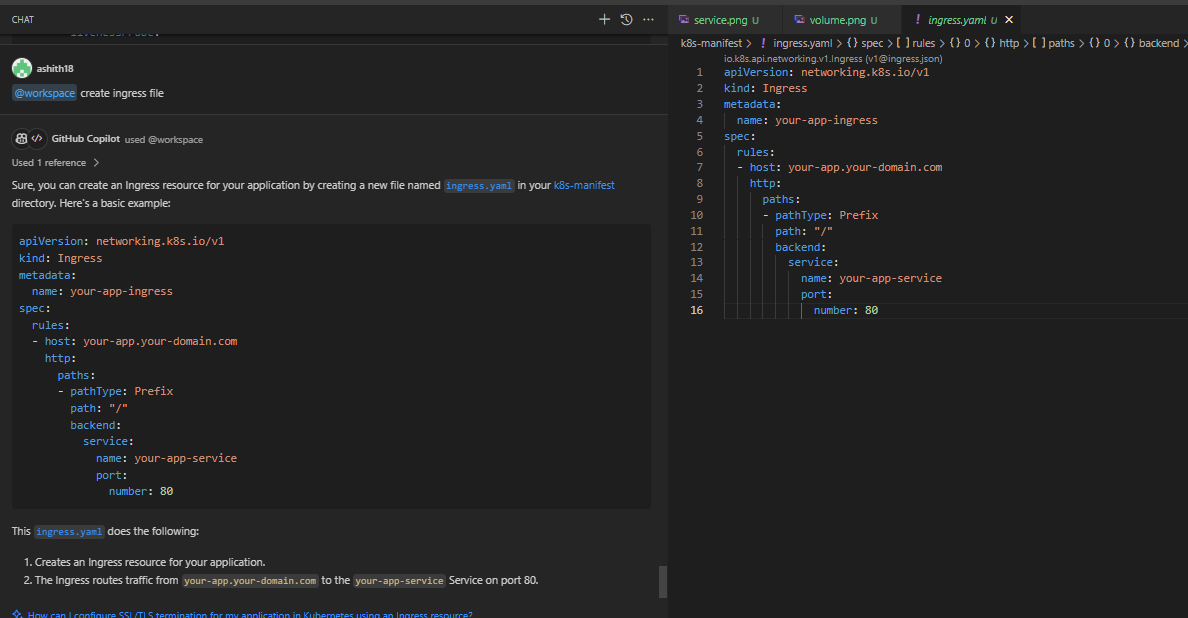 CHAT
ashith18
@workspace create ingress file
GitHub Copilot used @workspace
Used 1 reference
Sure, you can create an Ingress resource for your application by creating a new file named ingress.yaml in your k8s-manifest
directory. Here's a basic example:
apiVersion: networking.k8s.io/v1
kind: Ingress
metadata:
  name: your-app-ingress
spec:
  rules:
  - host: your-app.your-domain.com
    http:
      paths:
      - pathType: Prefix
        path: "/"
        backend:
          service:
            name: your-app-service
            port:
              number: 80
This ingress.yaml does the following:
1. Creates an Ingress resource for your application.
2. The Ingress routes traffic from your-app.your-domain.com to the your-app-service Service on port 80.
How can I configure SSL/TLS termination for my application in Kubernetes using an Ingress resource?
service.png U volume.png U ! ingress.yaml U
k8s-manifest > ! ingress.yaml > {} spec > [ ] rules > {} 0 > {} http > [ ] paths > {} 0 > {} backend >
io.k8s.api.networking.v1.Ingress (v1@ingress.json)
1 apiVersion: networking.k8s.io/v1
2 kind: Ingress
3 metadata:
4   name: your-app-ingress
5 spec:
6   rules:
7   - host: your-app.your-domain.com
8     http:
9       paths:
10       - pathType: Prefix
11         path: "/"
12         backend:
13           service:
14             name: your-app-service
15             port:
16               number: 80